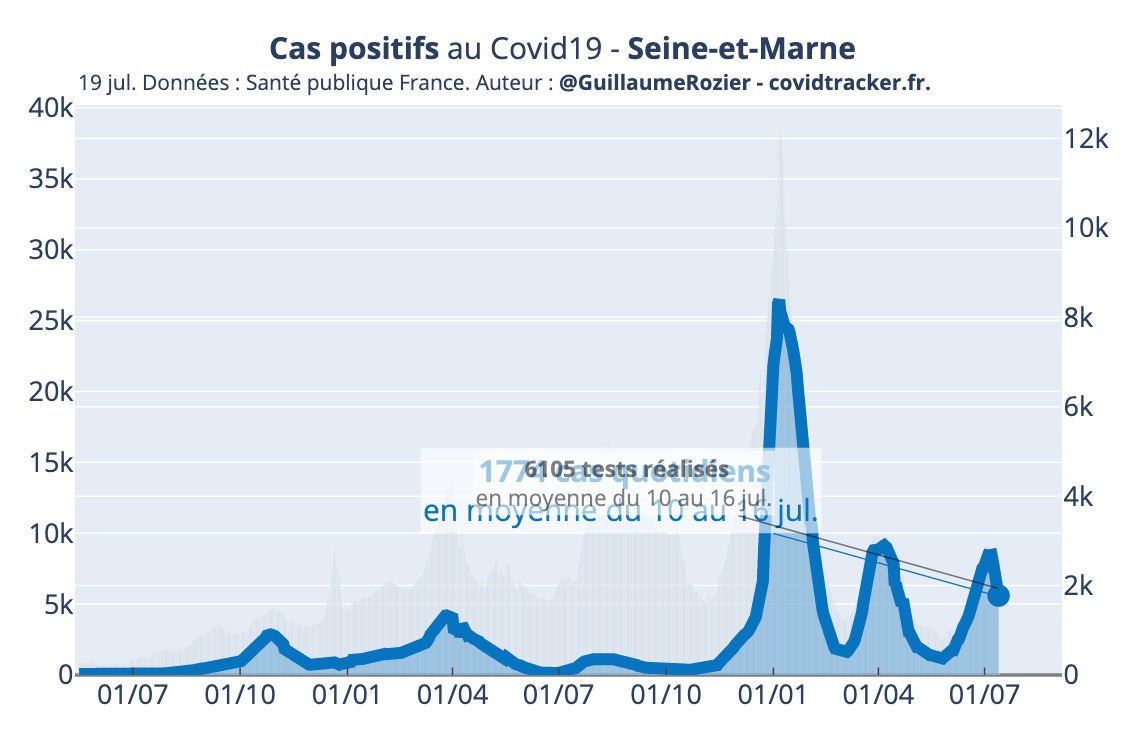 Cas positifs au Covid19 - Seine-et-Marne
19 jul. Données : Santé publique France. Auteur : @GuillaumeRozier - covidtracker.fr.
40k
35k
30k
25k
20k
15k
10k
5k
0
12k
10k
8k
6k
4k
2k
0
1774 cas quotidiens
en moyenne du 10 au 16 jul.
6105 tests réalisés
en moyenne du 10 au 16 jul.
01/07 01/10 01/01 01/04 01/07 01/10 01/01 01/04 01/07